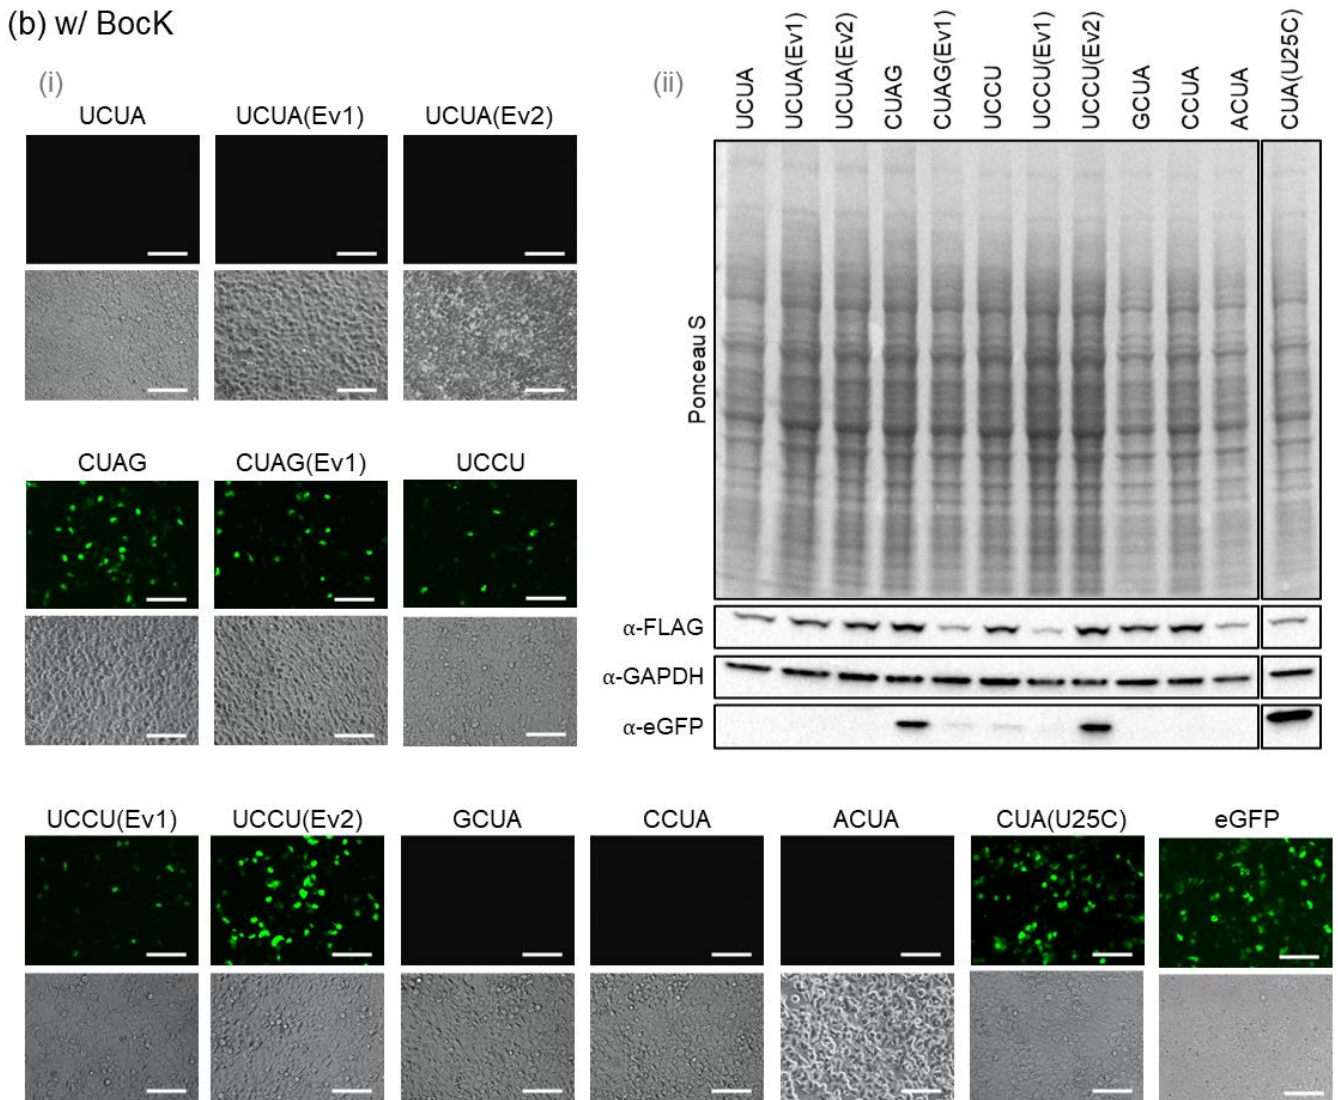 (b) w/ BocK
(i)
UCUA UCUA(Ev1) UCUA(Ev2)
CUAG CUAG(Ev1) UCCU
UCCU(Ev1) UCCU(Ev2) GCUA CCUA ACUA CUA(U25C) eGFP
(ii)
UCUA
UCUA(Ev1)
UCUA(Ev2)
CUAG
CUAG(Ev1)
UCCU
UCCU(Ev1)
UCCU(Ev2)
GCUA
CCUA
ACUA
CUA(U25C)
Ponceau S
α-FLAG
α-GAPDH
α-eGFP